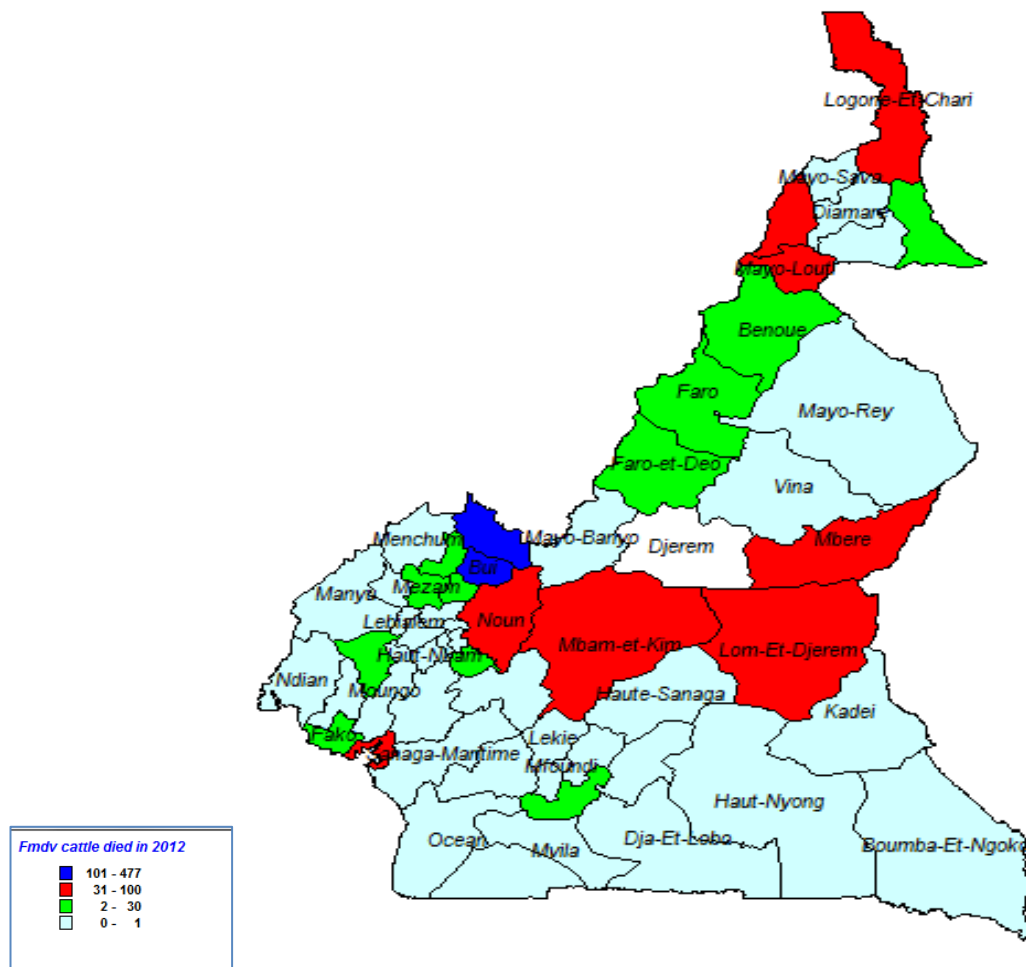 Logone-Et-Chari
Mayo-Sava
Diamare
Mayo-Louti
Benoue
Faro
Mayo-Rey
Faro-et-Deo
Vina
Menchum
Mayo-Banyo
Djerem
Mbere
Bui
Mezam
Manyu
Lebialem
Noun
Mbam-et-Kim
Lom-Et-Djerem
Haut-Nkam
Ndian
Moungo
Haute-Sanaga
Kadei
Fako
Sanaga-Maritime
Lekie
Mfoundi
Haut-Nyong
Ocean
Mvila
Dja-Et-Lobo
Boumba-Et-Ngoko
Fmdv cattle died in 2012
101 - 477
31 - 100
2 - 30
0 - 1